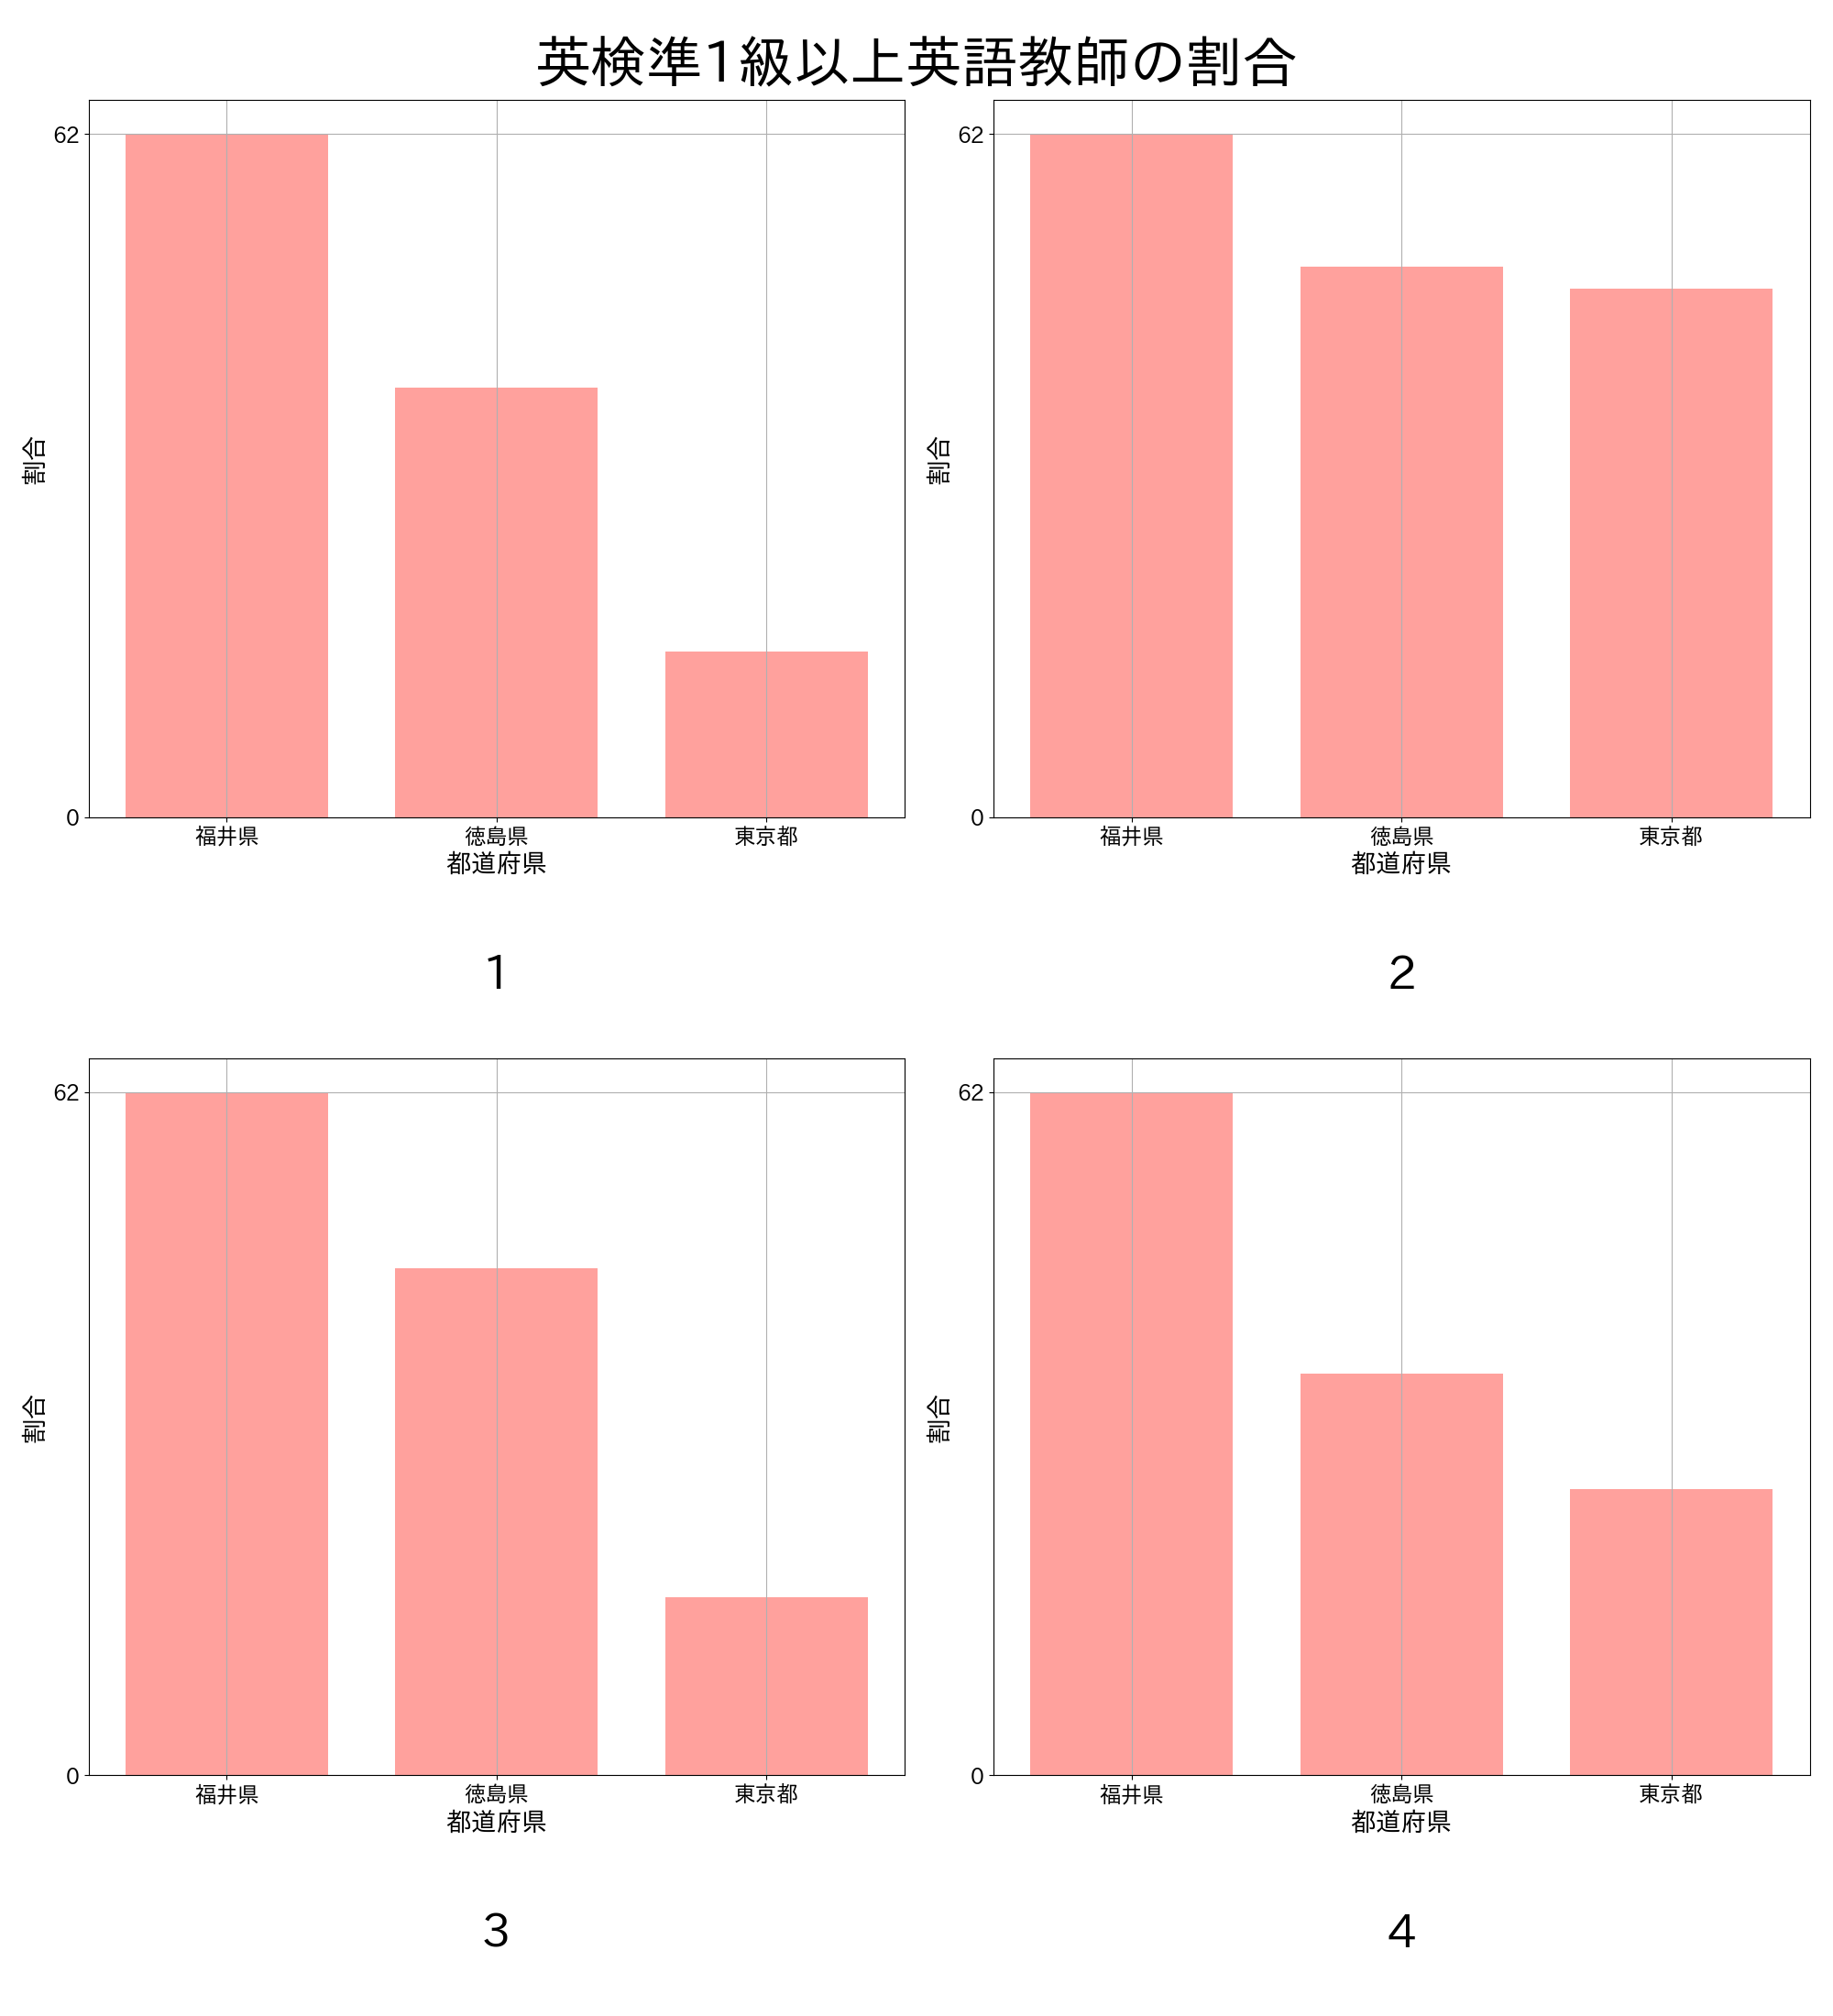 英検準1級以上英語教師の割合
62
0
割合
福井県 徳島県 東京都
都道府県
1
62
0
割合
福井県 徳島県 東京都
都道府県
2
62
0
割合
福井県 徳島県 東京都
都道府県
3
62
0
割合
福井県 徳島県 東京都
都道府県
4